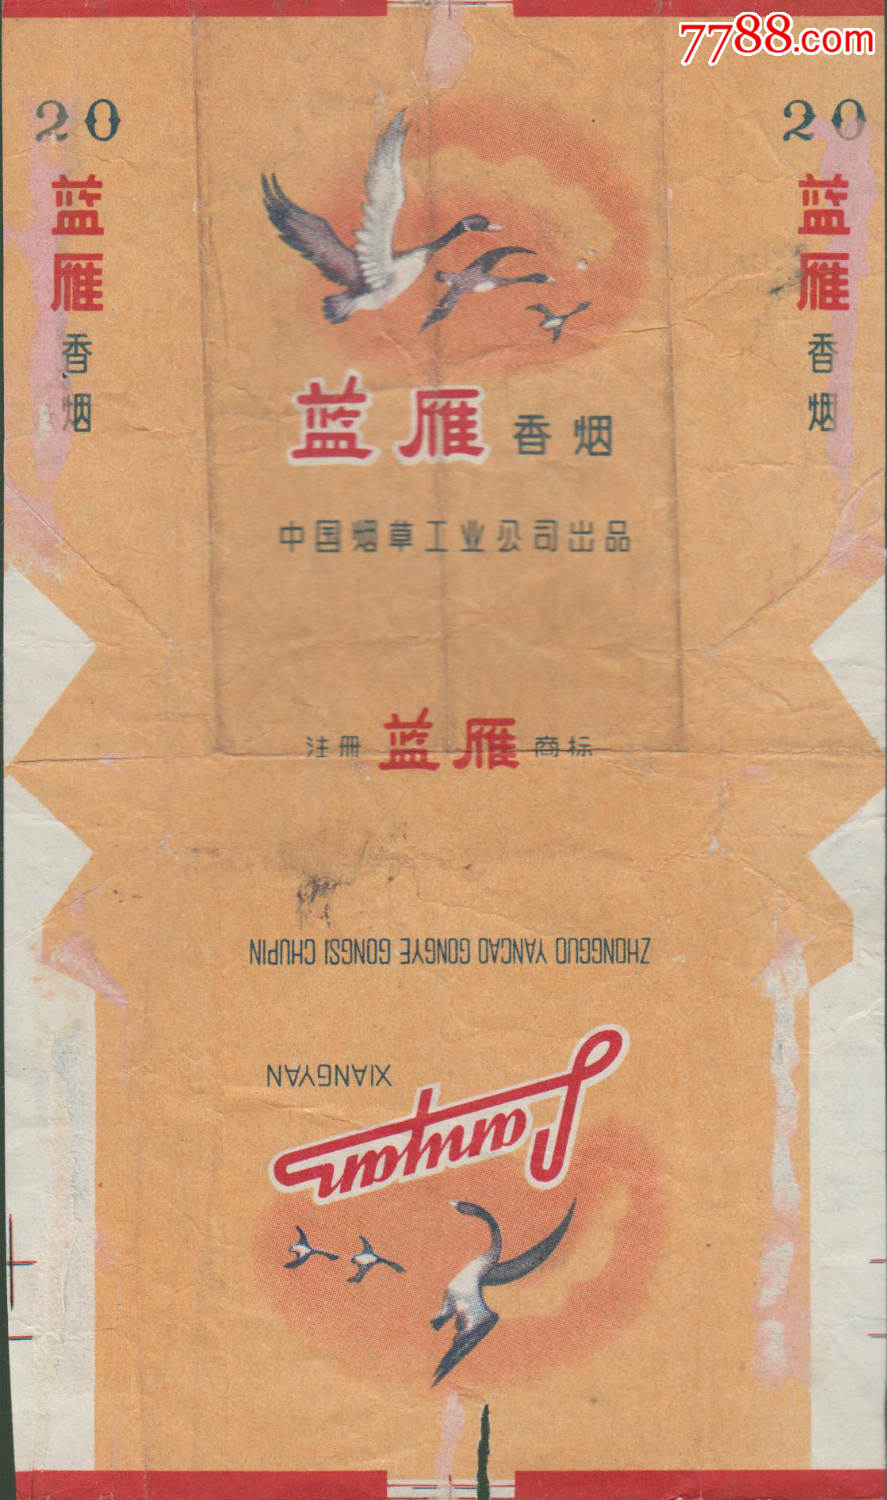 7788.com
20
蓝雁
香烟
20
蓝雁
香烟
蓝雁 香烟
中国烟草工业公司出品
注册 蓝雁 商标
ZHONGGUO YANCAO GONGYE GONGSI CHUPIN
XIANGYAN
Lanyan